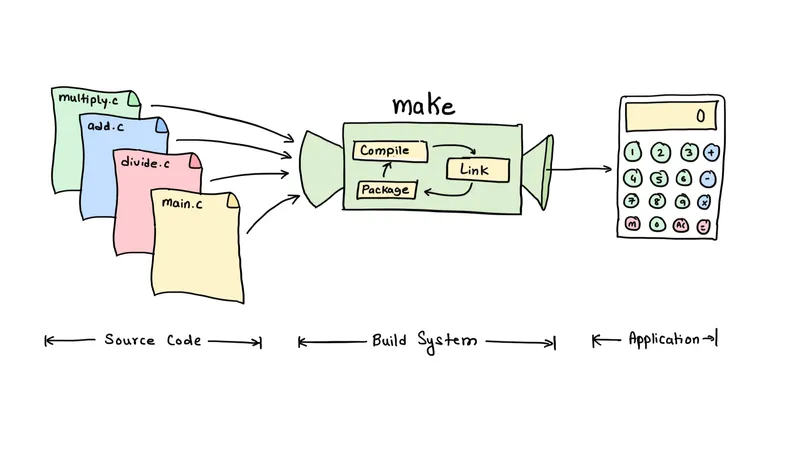 multiply.c
add.c
divide.c
main.c
make
Compile
Link
Package
0
1 2 3 +
4 5 6 -
7 8 9 x
M 0 AC =
Source Code
Build System
Application